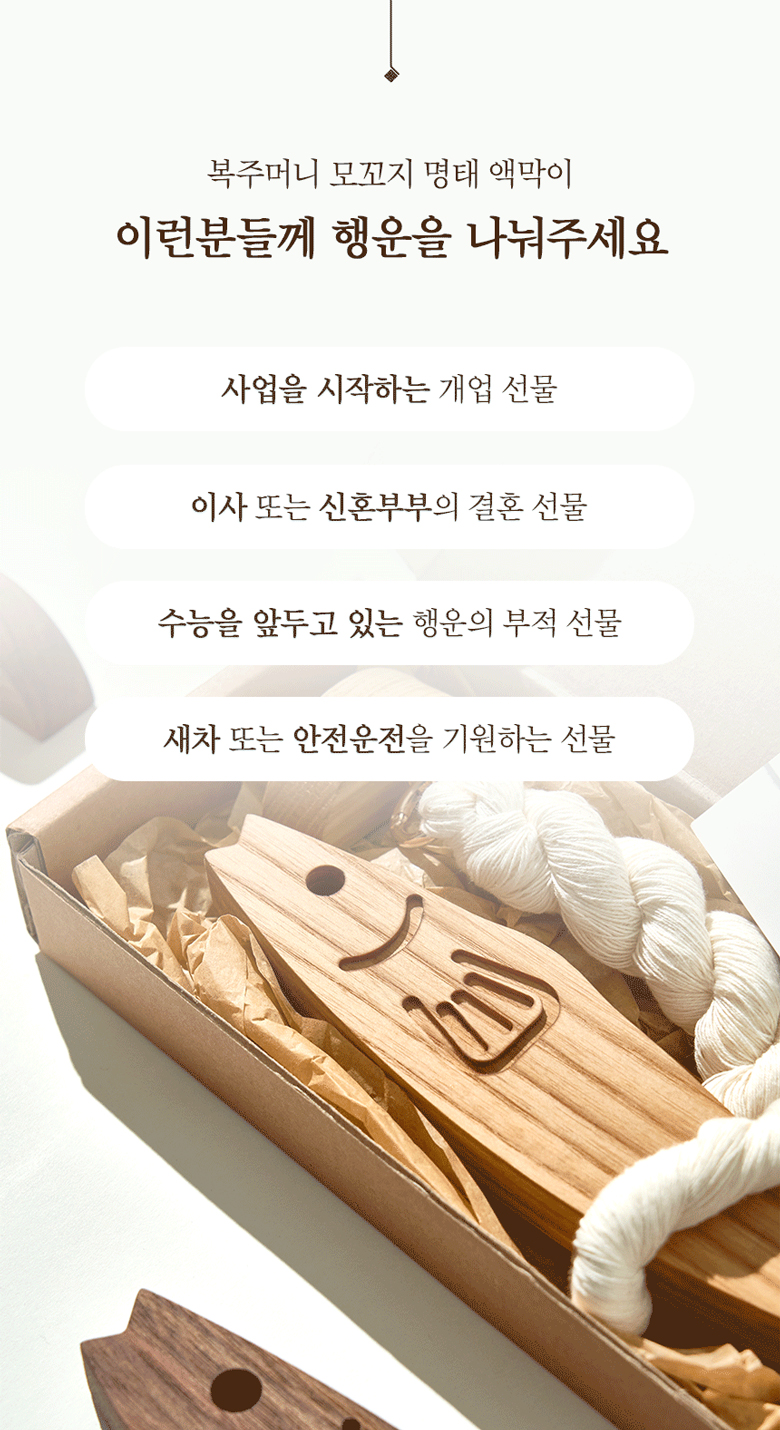 복주머니 모꼬지 명태 액막이
이런분들께 행운을 나눠주세요
사업을 시작하는 개업 선물
이사 또는 신혼부부의 결혼 선물
수능을 앞두고 있는 행운의 부적 선물
새차 또는 안전운전을 기원하는 선물